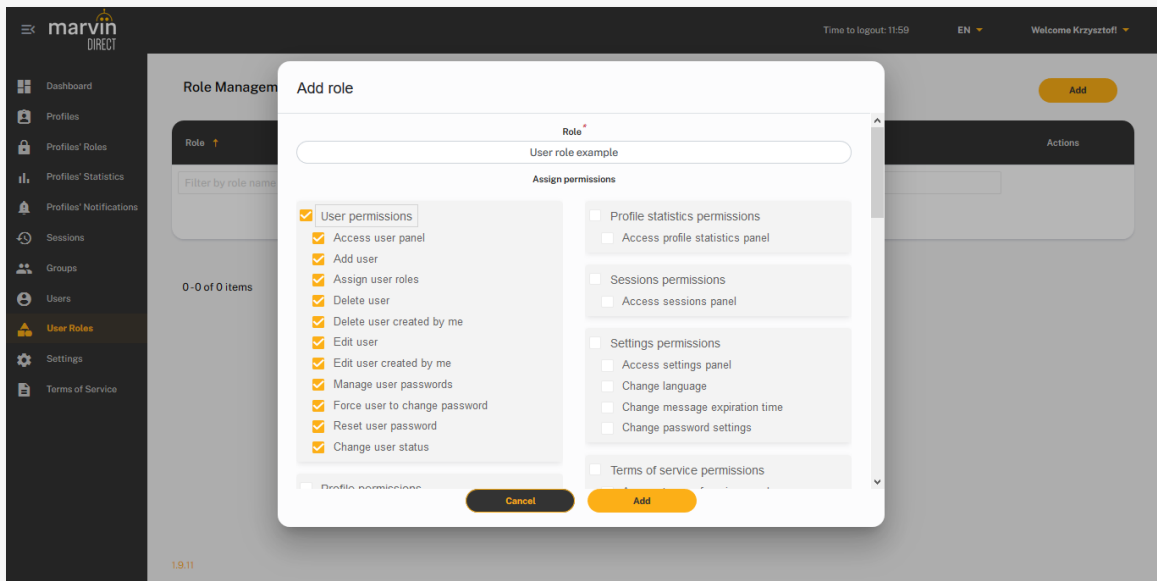 marvin
DIRECT
Time to logout: 11:59
EN
Welcome Krzysztof!
Dashboard
Profiles
Profiles' Roles
Profiles' Statistics
Profiles' Notifications
Sessions
Groups
Users
User Roles
Settings
Terms of Service
Role Managem
Add
Role ↑
Actions
Filter by role name
0-0 of 0 items
1.9.11
Add role
Role*
User role example
Assign permissions
User permissions
Access user panel
Add user
Assign user roles
Delete user
Delete user created by me
Edit user
Edit user created by me
Manage user passwords
Force user to change password
Reset user password
Change user status
Profile permissions
Profile statistics permissions
Access profile statistics panel
Sessions permissions
Access sessions panel
Settings permissions
Access settings panel
Change language
Change message expiration time
Change password settings
Terms of service permissions
Cancel
Add